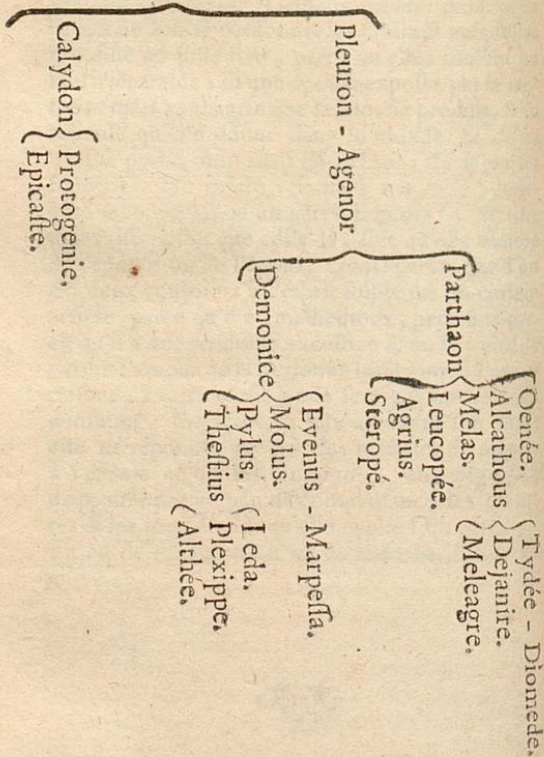 Oenée. Tydée - Diomede.
Alcathous Dejanire.
Parthaon Melas. Meleagre.
Leucopée.
Agrius.
Steropé.
Pleuron - Agenor
Evenus - Marpeſſa.
Demonice Molus.
Pylus. Leda.
Theſtius Plexippe.
Althée.
Calydon Protogenie.
Epicaſte.